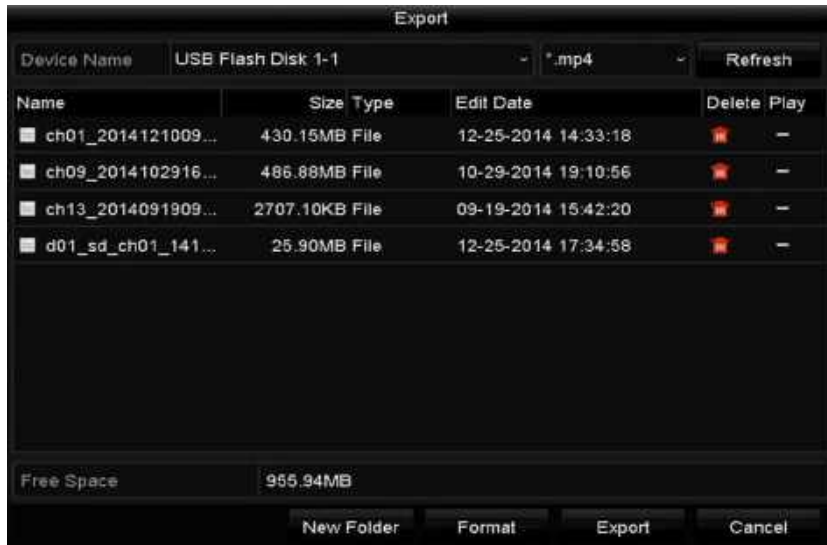 Export
Device Name USB Flash Disk 1-1 *.mp4 Refresh
Name Size Type Edit Date Delete Play
ch01_2014121009... 430.15MB File 12-25-2014 14:33:18
ch09_2014102916... 486.88MB File 10-29-2014 19:10:56
ch13_2014091909... 2707.10KB File 09-19-2014 15:42:20
d01_sd_ch01_141... 25.90MB File 12-25-2014 17:34:58
Free Space 955.94MB
New Folder Format Export Cancel